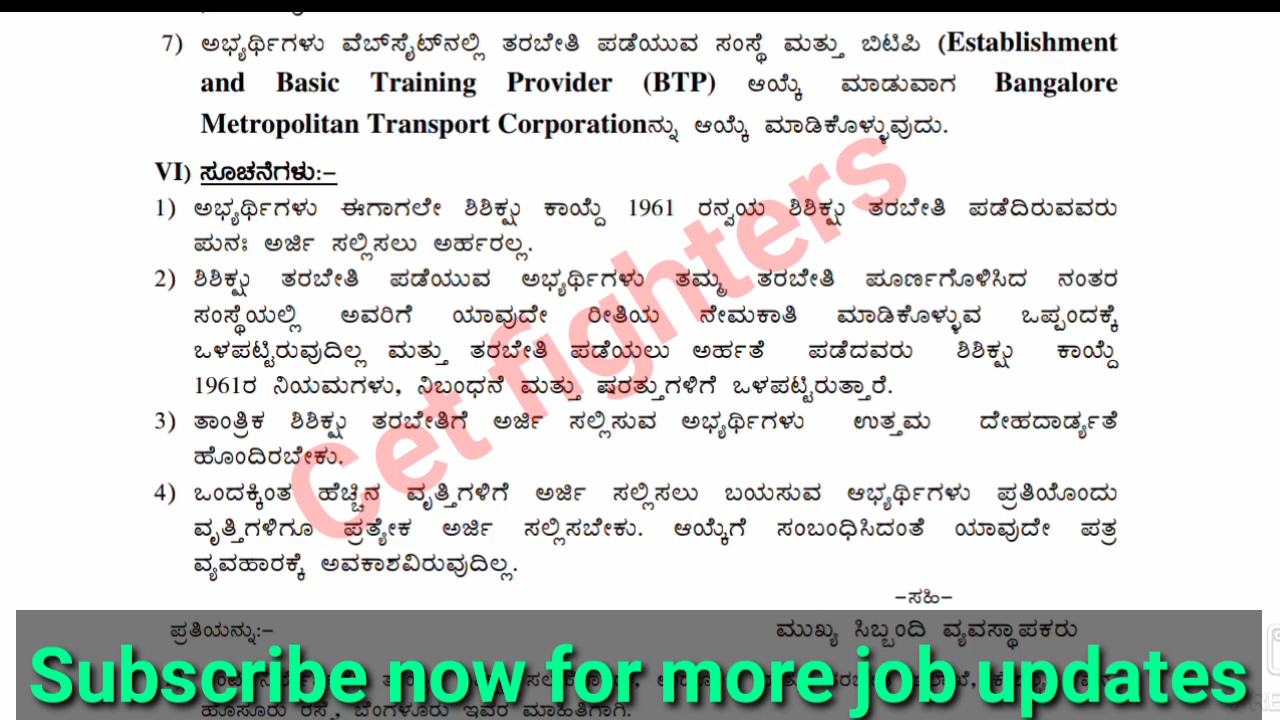 7) ಅಭ್ಯರ್ಥಿಗಳು ವೆಬ್‌ಸೈಟ್‌ನಲ್ಲಿ ತರಬೇತಿ ಪಡೆಯುವ ಸಂಸ್ಥೆ ಮತ್ತು ಬಿಟಿಪಿ (Establishment
and Basic Training Provider (BTP) ಆಯ್ಕೆ ಮಾಡುವಾಗ Bangalore
Metropolitan Transport Corporationನ್ನು ಆಯ್ಕೆ ಮಾಡಿಕೊಳ್ಳುವುದು.
VI) ಸೂಚನೆಗಳು:-
1) ಅಭ್ಯರ್ಥಿಗಳು ಈಗಾಗಲೇ ಶಿಶಿಕ್ಷು ಕಾಯ್ದೆ 1961 ರನ್ವಯ ಶಿಶಿಕ್ಷು ತರಬೇತಿ ಪಡೆದಿರುವವರು
ಪುನಃ ಅರ್ಜಿ ಸಲ್ಲಿಸಲು ಅರ್ಹರಲ್ಲ.
2) ಶಿಶಿಕ್ಷು ತರಬೇತಿ ಪಡೆಯುವ ಅಭ್ಯರ್ಥಿಗಳು ತಮ್ಮ ತರಬೇತಿ ಪೂರ್ಣಗೊಳಿಸಿದ ನಂತರ
ಸಂಸ್ಥೆಯಲ್ಲಿ ಅವರಿಗೆ ಯಾವುದೇ ರೀತಿಯ ನೇಮಕಾತಿ ಮಾಡಿಕೊಳ್ಳುವ ಒಪ್ಪಂದಕ್ಕೆ
ಒಳಪಟ್ಟಿರುವುದಿಲ್ಲ ಮತ್ತು ತರಬೇತಿ ಪಡೆಯಲು ಅರ್ಹತೆ ಪಡೆದವರು ಶಿಶಿಕ್ಷು ಕಾಯ್ದೆ
1961ರ ನಿಯಮಗಳು, ನಿಬಂಧನೆ ಮತ್ತು ಷರತ್ತುಗಳಿಗೆ ಒಳಪಟ್ಟಿರುತ್ತಾರೆ.
3) ತಾಂತ್ರಿಕ ಶಿಶಿಕ್ಷು ತರಬೇತಿಗೆ ಅರ್ಜಿ ಸಲ್ಲಿಸುವ ಅಭ್ಯರ್ಥಿಗಳು ಉತ್ತಮ ದೇಹದಾರ್ಢ್ಯತೆ
ಹೊಂದಿರಬೇಕು.
4) ಒಂದಕ್ಕಿಂತ ಹೆಚ್ಚಿನ ವೃತ್ತಿಗಳಿಗೆ ಅರ್ಜಿ ಸಲ್ಲಿಸಲು ಬಯಸುವ ಆಭ್ಯರ್ಥಿಗಳು ಪ್ರತಿಯೊಂದು
ವೃತ್ತಿಗಳಿಗೂ ಪ್ರತ್ಯೇಕ ಅರ್ಜಿ ಸಲ್ಲಿಸಬೇಕು. ಆಯ್ಕೆಗೆ ಸಂಬಂಧಿಸಿದಂತೆ ಯಾವುದೇ ಪತ್ರ
ವ್ಯವಹಾರಕ್ಕೆ ಅವಕಾಶವಿರುವುದಿಲ್ಲ.
Cet fighters
-ಸಹಿ-
ಪ್ರತಿಯನ್ನು:- ಮುಖ್ಯ ಸಿಬ್ಬಂದಿ ವ್ಯವಸ್ಥಾಪಕರು
Subscribe now for more job updates
ಹೊಸೂರು ರಸ್ತೆ, ಬೆಂಗಳೂರು ಇವರ ಮಾಹಿತಿಗಾಗಿ.